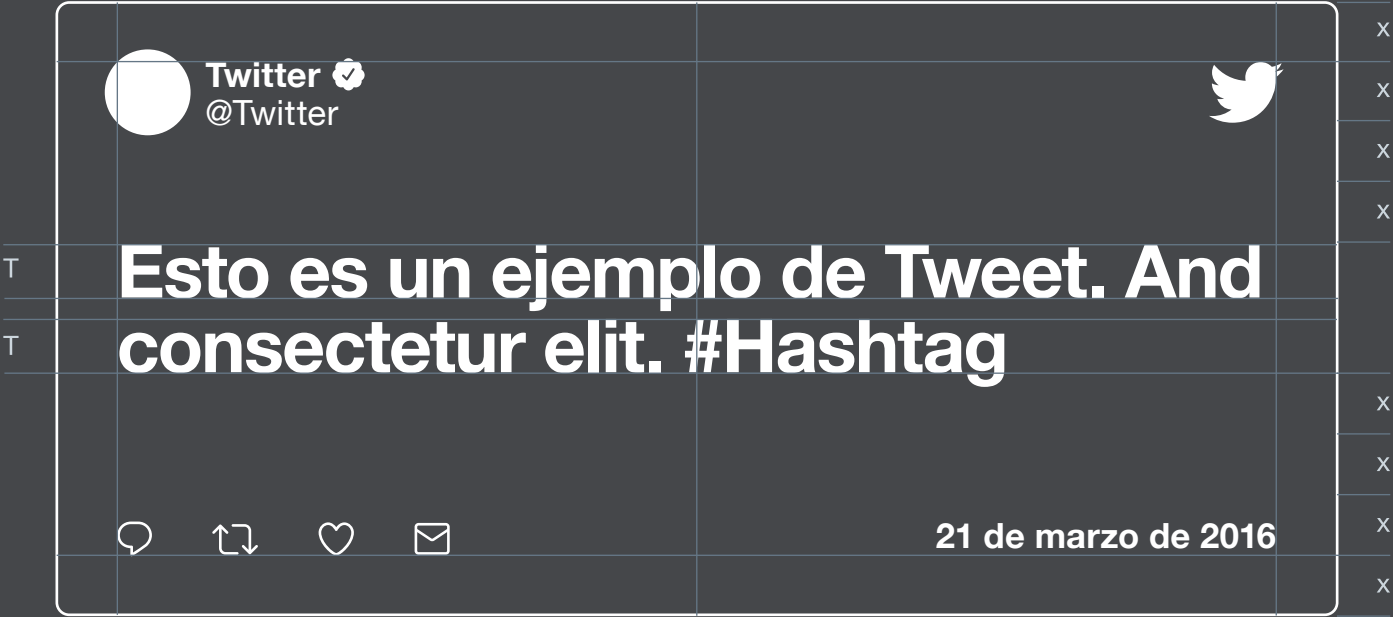 Twitter
@Twitter
x
x
x
x
T
Esto es un ejemplo de Tweet. And
T
consectetur elit. #Hashtag
x
x
x
21 de marzo de 2016
x